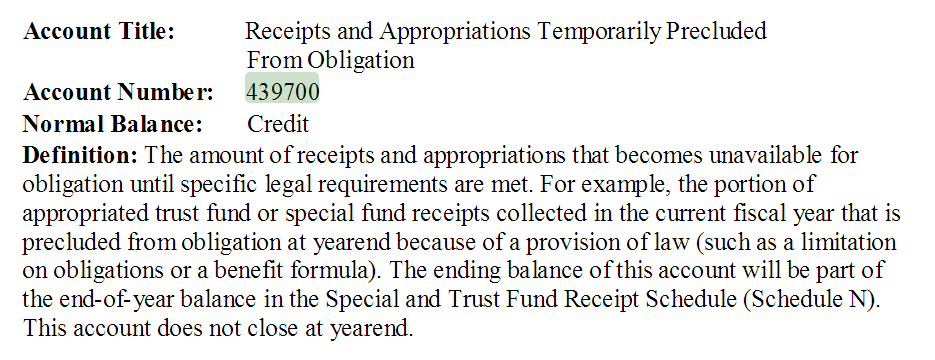 Account Title: Receipts and Appropriations Temporarily Precluded
From Obligation
Account Number: 439700
Normal Balance: Credit
Definition: The amount of receipts and appropriations that becomes unavailable for
obligation until specific legal requirements are met. For example, the portion of
appropriated trust fund or special fund receipts collected in the current fiscal year that is
precluded from obligation at yearend because of a provision of law (such as a limitation
on obligations or a benefit formula). The ending balance of this account will be part of
the end-of-year balance in the Special and Trust Fund Receipt Schedule (Schedule N).
This account does not close at yearend.